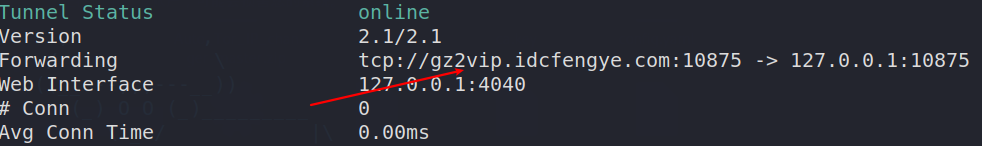 Tunnel Status online
Version 2.1/2.1
Forwarding tcp://gz2vip.idcfengye.com:10875 -> 127.0.0.1:10875
Web Interface 127.0.0.1:4040
# Conn 0
Avg Conn Time 0.00ms